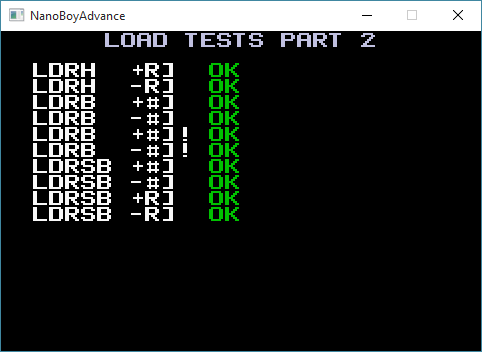 NanoBoyAdvance
LOAD TESTS PART 2
LDRH +R] OK
LDRH -R] OK
LDRB +#] OK
LDRB -#] OK
LDRB +#]! OK
LDRB -#]! OK
LDRSB +#] OK
LDRSB -#] OK
LDRSB +R] OK
LDRSB -R] OK